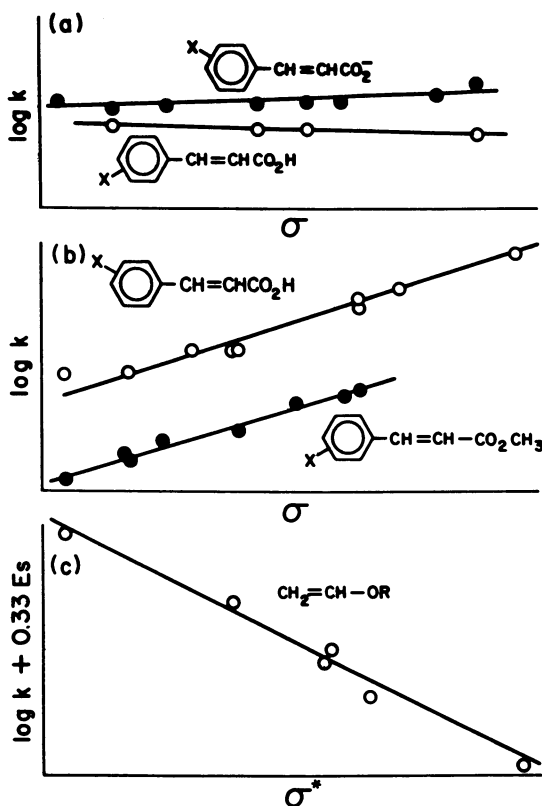 (a)
X
CH=CHCO₂⁻
log k
X
CH=CHCO₂H
σ
(b)
X
CH=CHCO₂H
log k
X
CH=CH-CO₂CH₃
σ
(c)
CH₂=CH-OR
log k + 0.33 Es
σ*